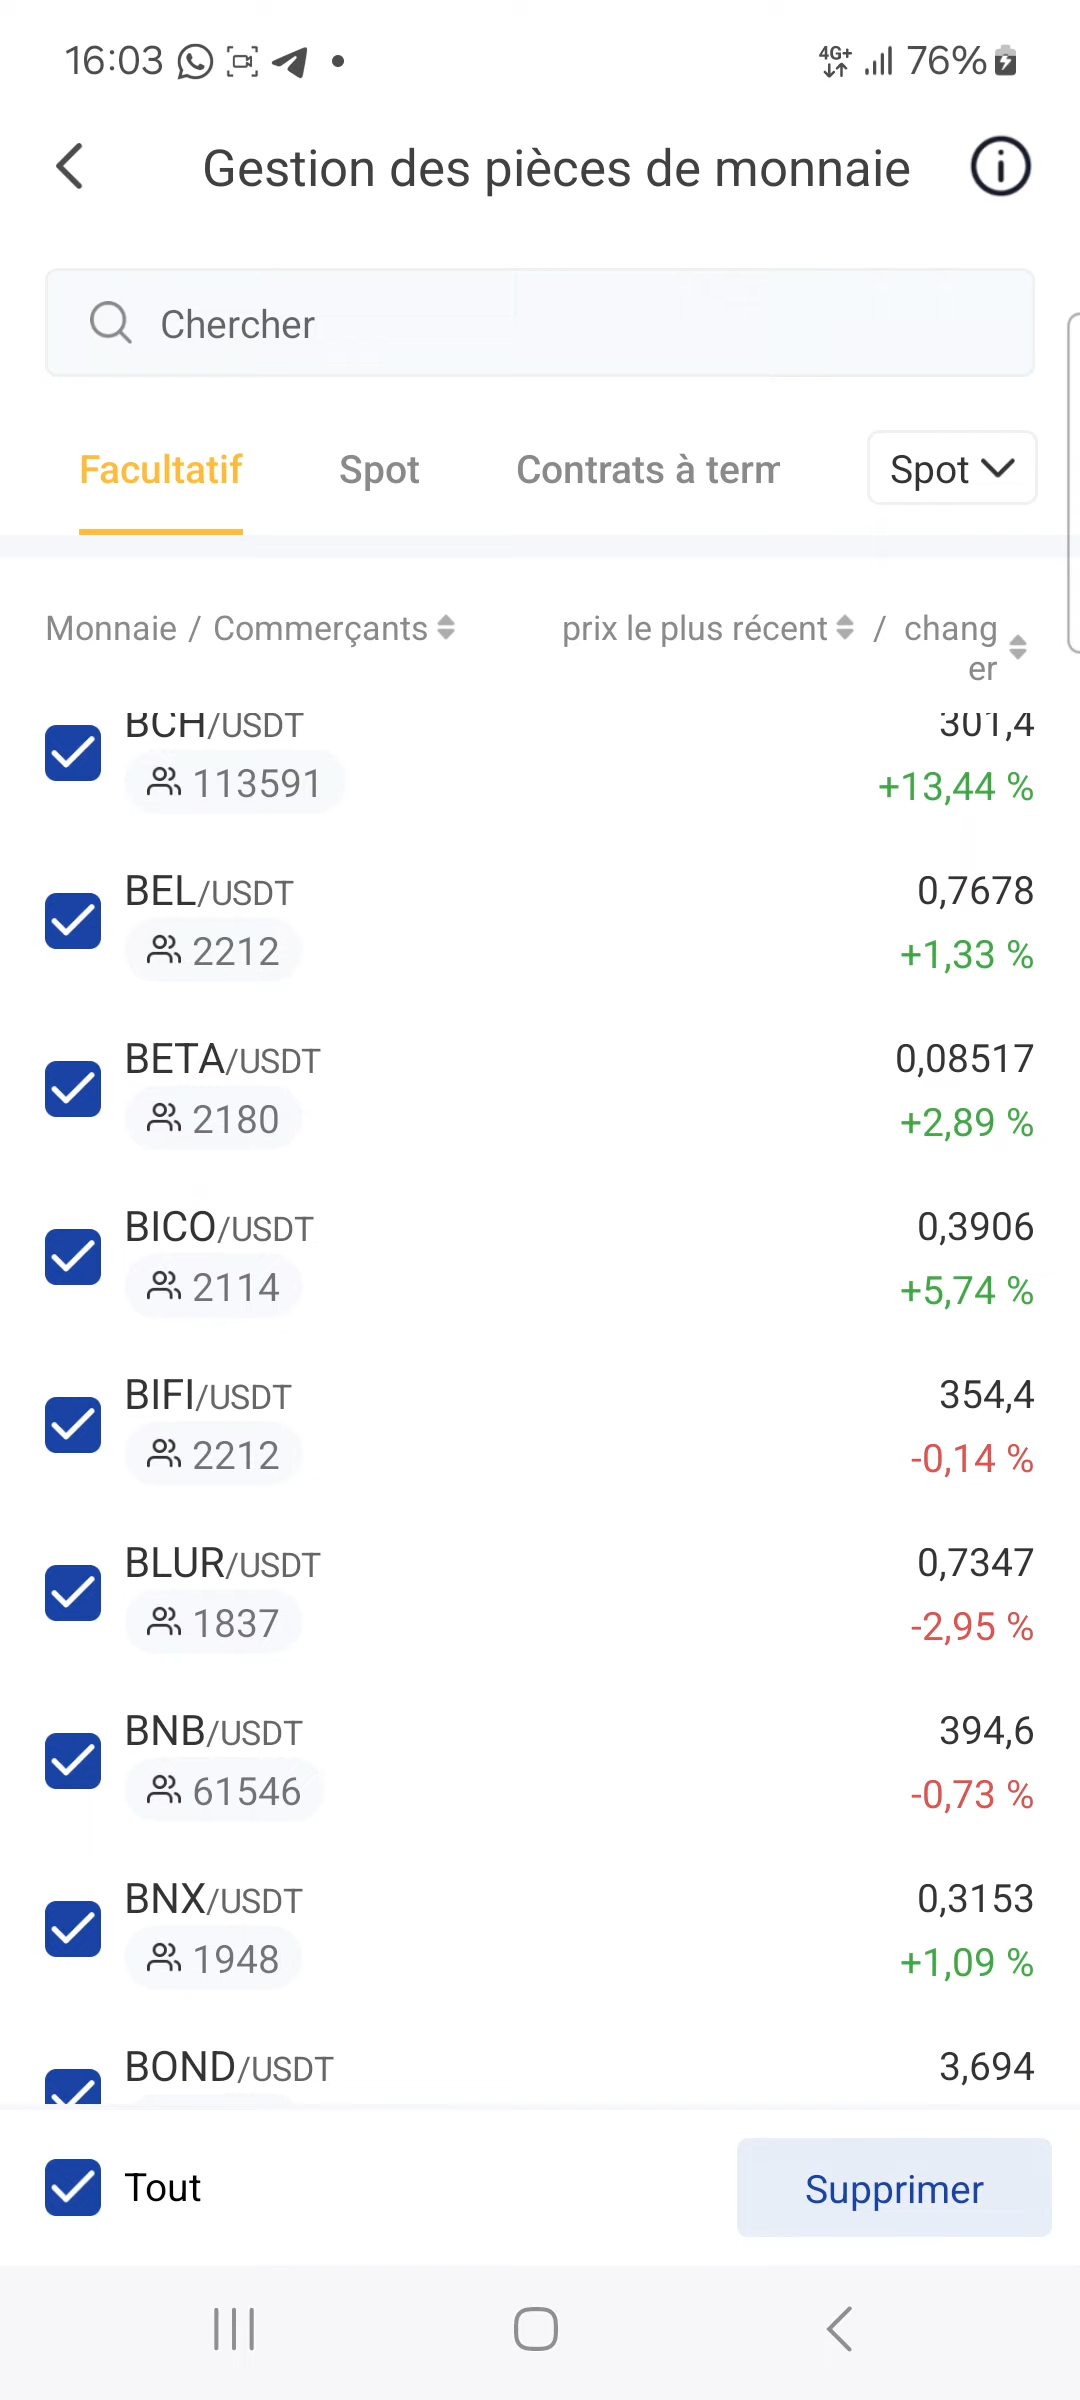 16:03 4G+ 76%
Gestion des pièces de monnaie
Chercher
Facultatif Spot Contrats à term Spot
Monnaie / Commerçants prix le plus récent / chang
er
BCH/USDT 301,4
113591 +13,44 %
BEL/USDT 0,7678
2212 +1,33 %
BETA/USDT 0,08517
2180 +2,89 %
BICO/USDT 0,3906
2114 +5,74 %
BIFI/USDT 354,4
2212 -0,14 %
BLUR/USDT 0,7347
1837 -2,95 %
BNB/USDT 394,6
61546 -0,73 %
BNX/USDT 0,3153
1948 +1,09 %
BOND/USDT 3,694
Tout Supprimer